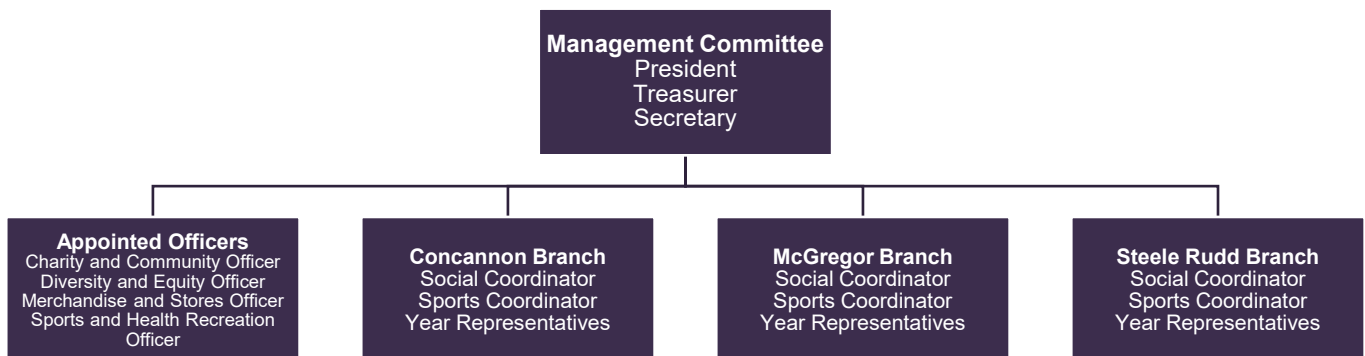 Management Committee
President
Treasurer
Secretary
Appointed Officers
Charity and Community Officer
Diversity and Equity Officer
Merchandise and Stores Officer
Sports and Health Recreation
Officer
Concannon Branch
Social Coordinator
Sports Coordinator
Year Representatives
McGregor Branch
Social Coordinator
Sports Coordinator
Year Representatives
Steele Rudd Branch
Social Coordinator
Sports Coordinator
Year Representatives